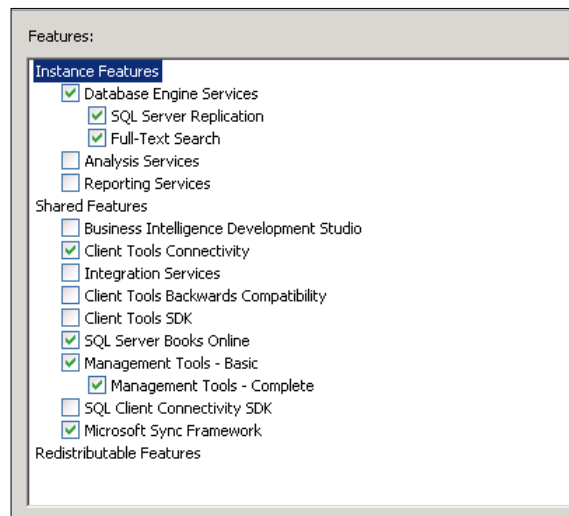 Features:
Instance Features
Database Engine Services
SQL Server Replication
Full-Text Search
Analysis Services
Reporting Services
Shared Features
Business Intelligence Development Studio
Client Tools Connectivity
Integration Services
Client Tools Backwards Compatibility
Client Tools SDK
SQL Server Books Online
Management Tools - Basic
Management Tools - Complete
SQL Client Connectivity SDK
Microsoft Sync Framework
Redistributable Features